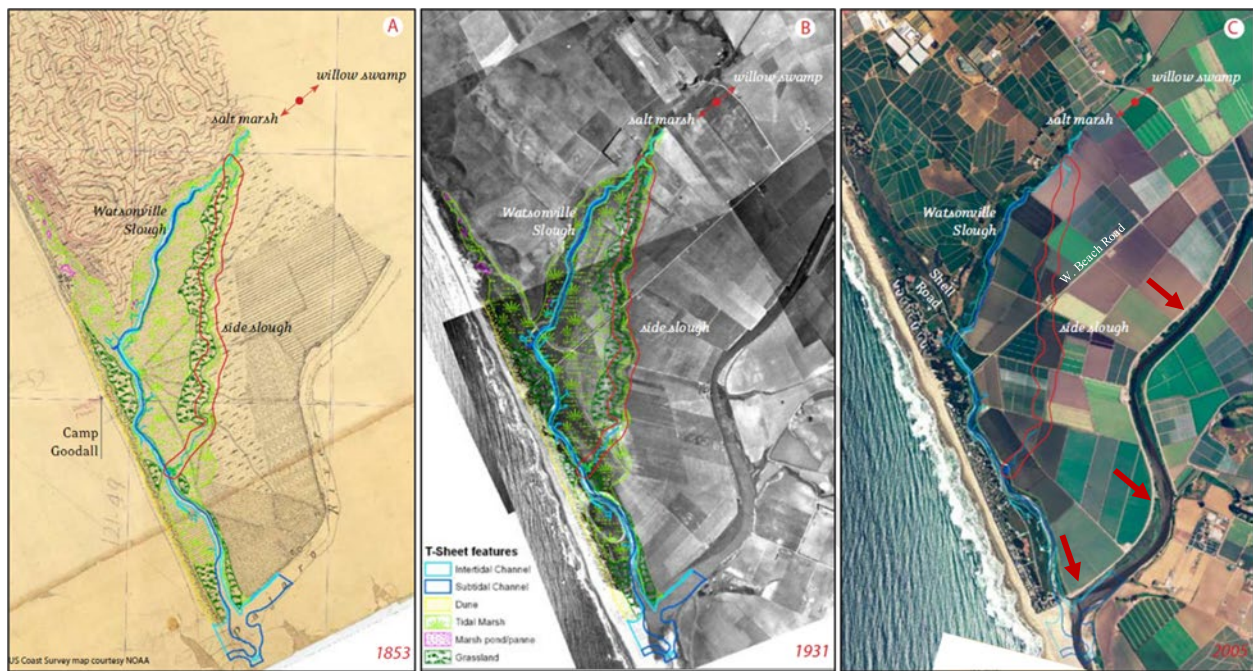 A
willow swamp
salt marsh
Watsonville
Slough
side slough
Camp
Goodall
US Coast Survey map courtesy NOAA
1853
B
willow swamp
salt marsh
Watsonville
Slough
side slough
T-Sheet features
Intertidal Channel
Subtidal Channel
Dune
Tidal Marsh
Marsh pond/panne
Grassland
1931
C
willow swamp
salt marsh
Watsonville
Slough
W. Beach Road
Shell
Road
side slough
2005